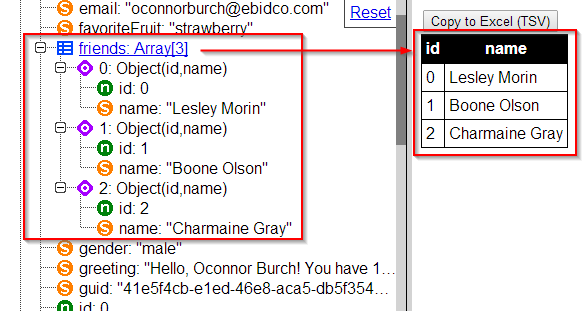 email: "oconnorburch@ebidco.com"
Reset
favoriteFruit: "strawberry"
friends: Array[3]
0: Object(id,name)
n id: 0
S name: "Lesley Morin"
1: Object(id,name)
n id: 1
S name: "Boone Olson"
2: Object(id,name)
n id: 2
S name: "Charmaine Gray"
S gender: "male"
S greeting: "Hello, Oconnor Burch! You have 1...
S guid: "41e5f4cb-e1ed-46e8-aca5-db5f354...
n id: 0
Copy to Excel (TSV)
id name
0 Lesley Morin
1 Boone Olson
2 Charmaine Gray